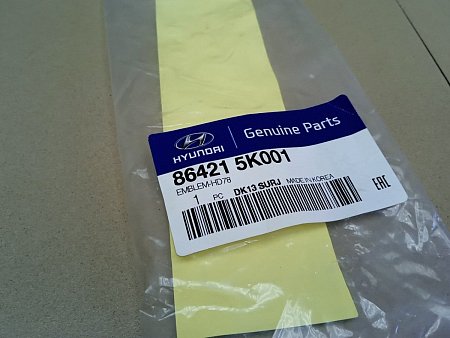 HYUNDAI Genuine Parts
86421 5K001
EMBLEM-HD78
1 PC DK13 SURJ MADE IN KOREA
EAC